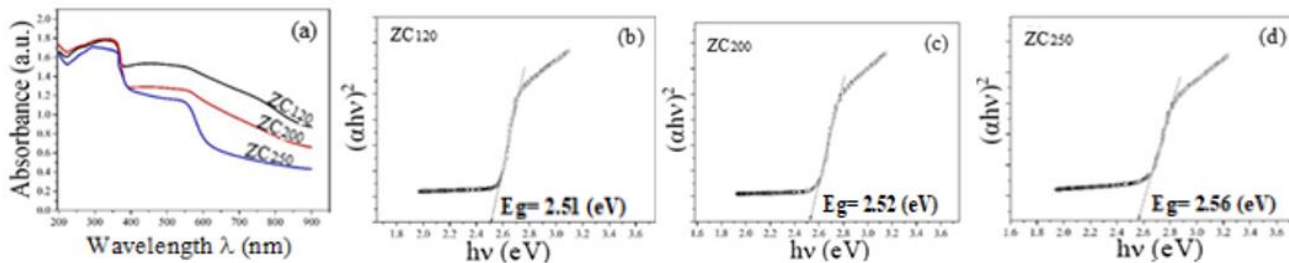 (a)
Absorbance (a.u.)
2.0
1.8
1.6
1.4
1.2
1.0
0.8
0.6
0.4
0.2
0.0
ZC120
ZC200
ZC250
200 300 400 500 600 700 800 900
Wavelength λ (nm)
ZC120
(b)
(αhν)2
Eg= 2.51 (eV)
1.6 1.8 2.0 2.2 2.4 2.6 2.8 3.0 3.2 3.4 3.6
hν (eV)
ZC200
(c)
(αhν)2
Eg= 2.52 (eV)
1.8 2.0 2.2 2.4 2.6 2.8 3.0 3.2 3.4 3.6
hν (eV)
ZC250
(d)
(αhν)2
Eg= 2.56 (eV)
1.6 1.8 2.0 2.2 2.4 2.6 2.8 3.0 3.2 3.4 3.6
hν (eV)